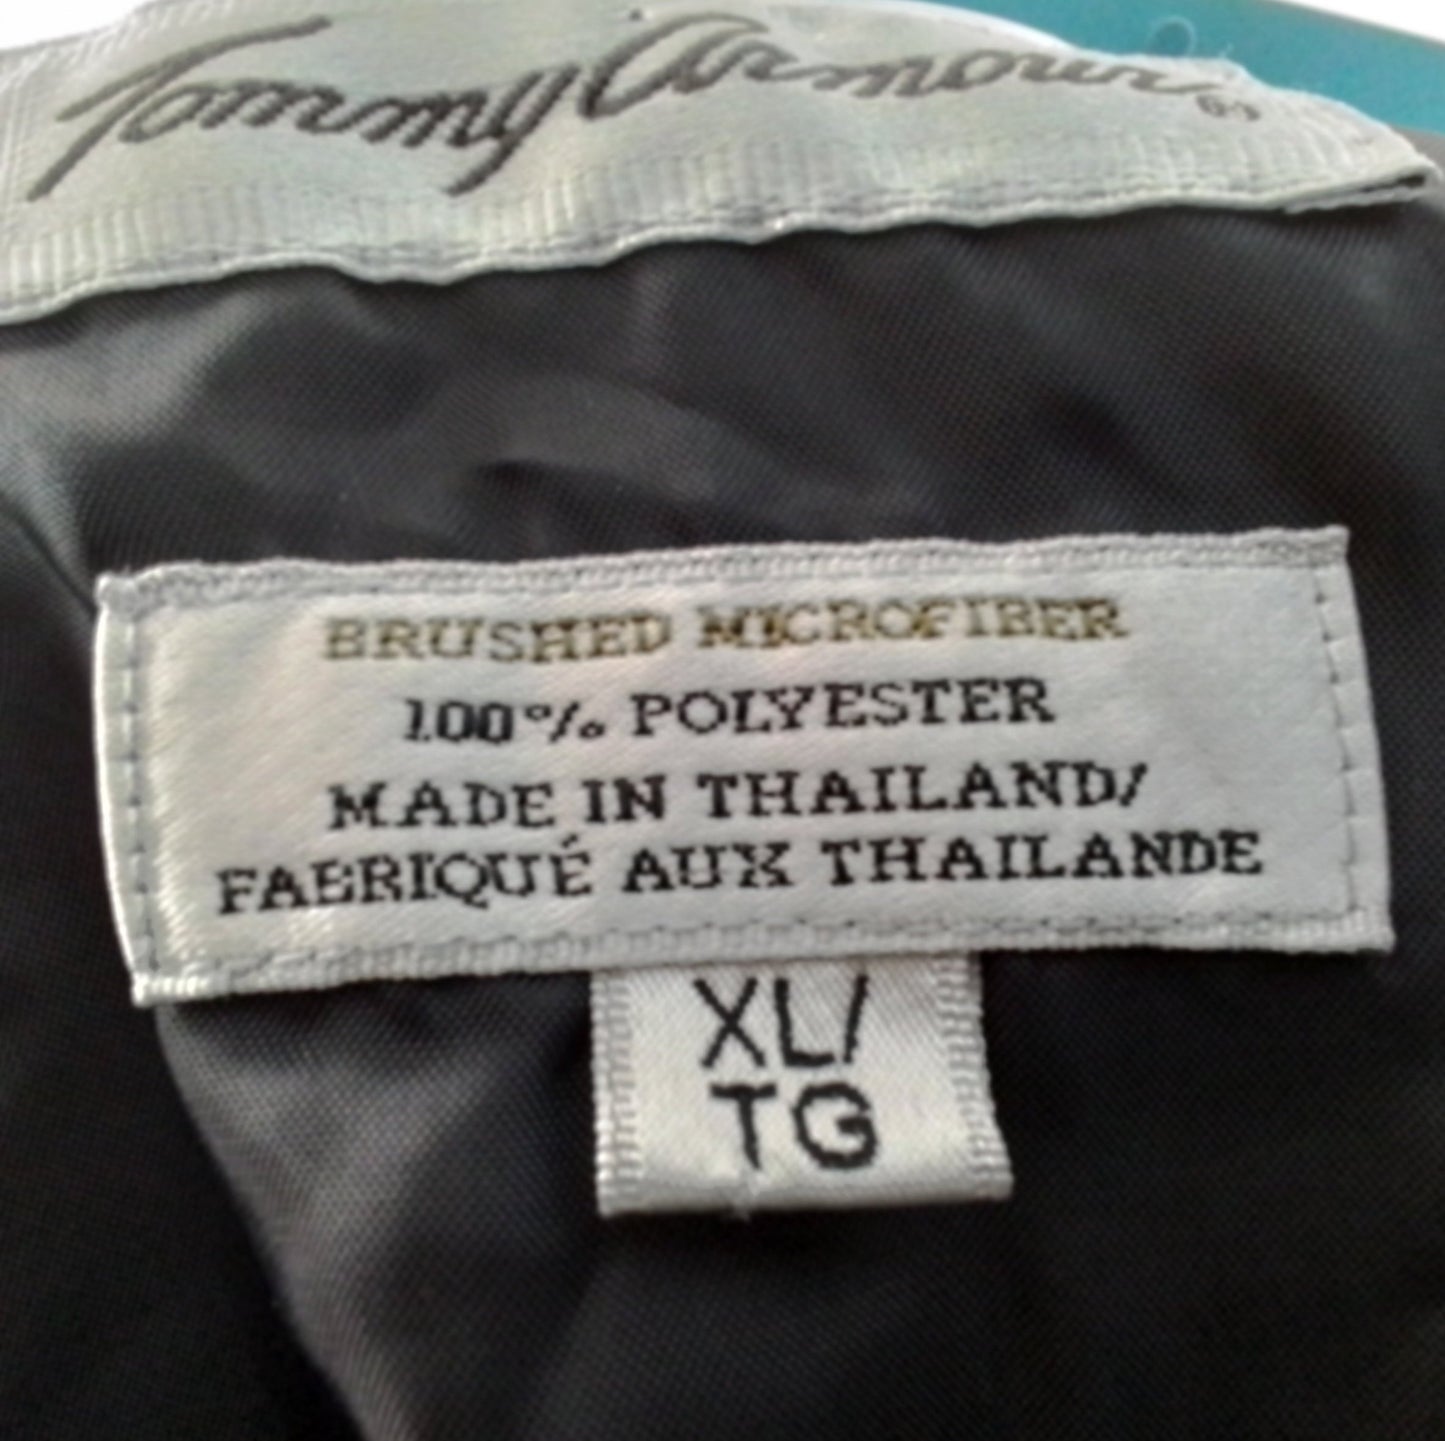 Tommy Armour
BRUSHED MICROFIBER
100% POLYESTER
MADE IN THAILAND/
FABRIQUÉ AUX THAILANDE
XL/
TG